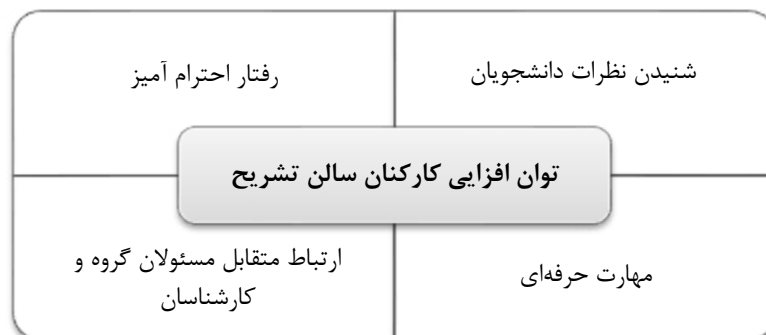 شنیدن نظرات دانشجویان
رفتار احترام آمیز
توان افزایی کارکنان سالن تشریح
مهارت حرفه‌ای
ارتباط متقابل مسئولان گروه و
کارشناسان